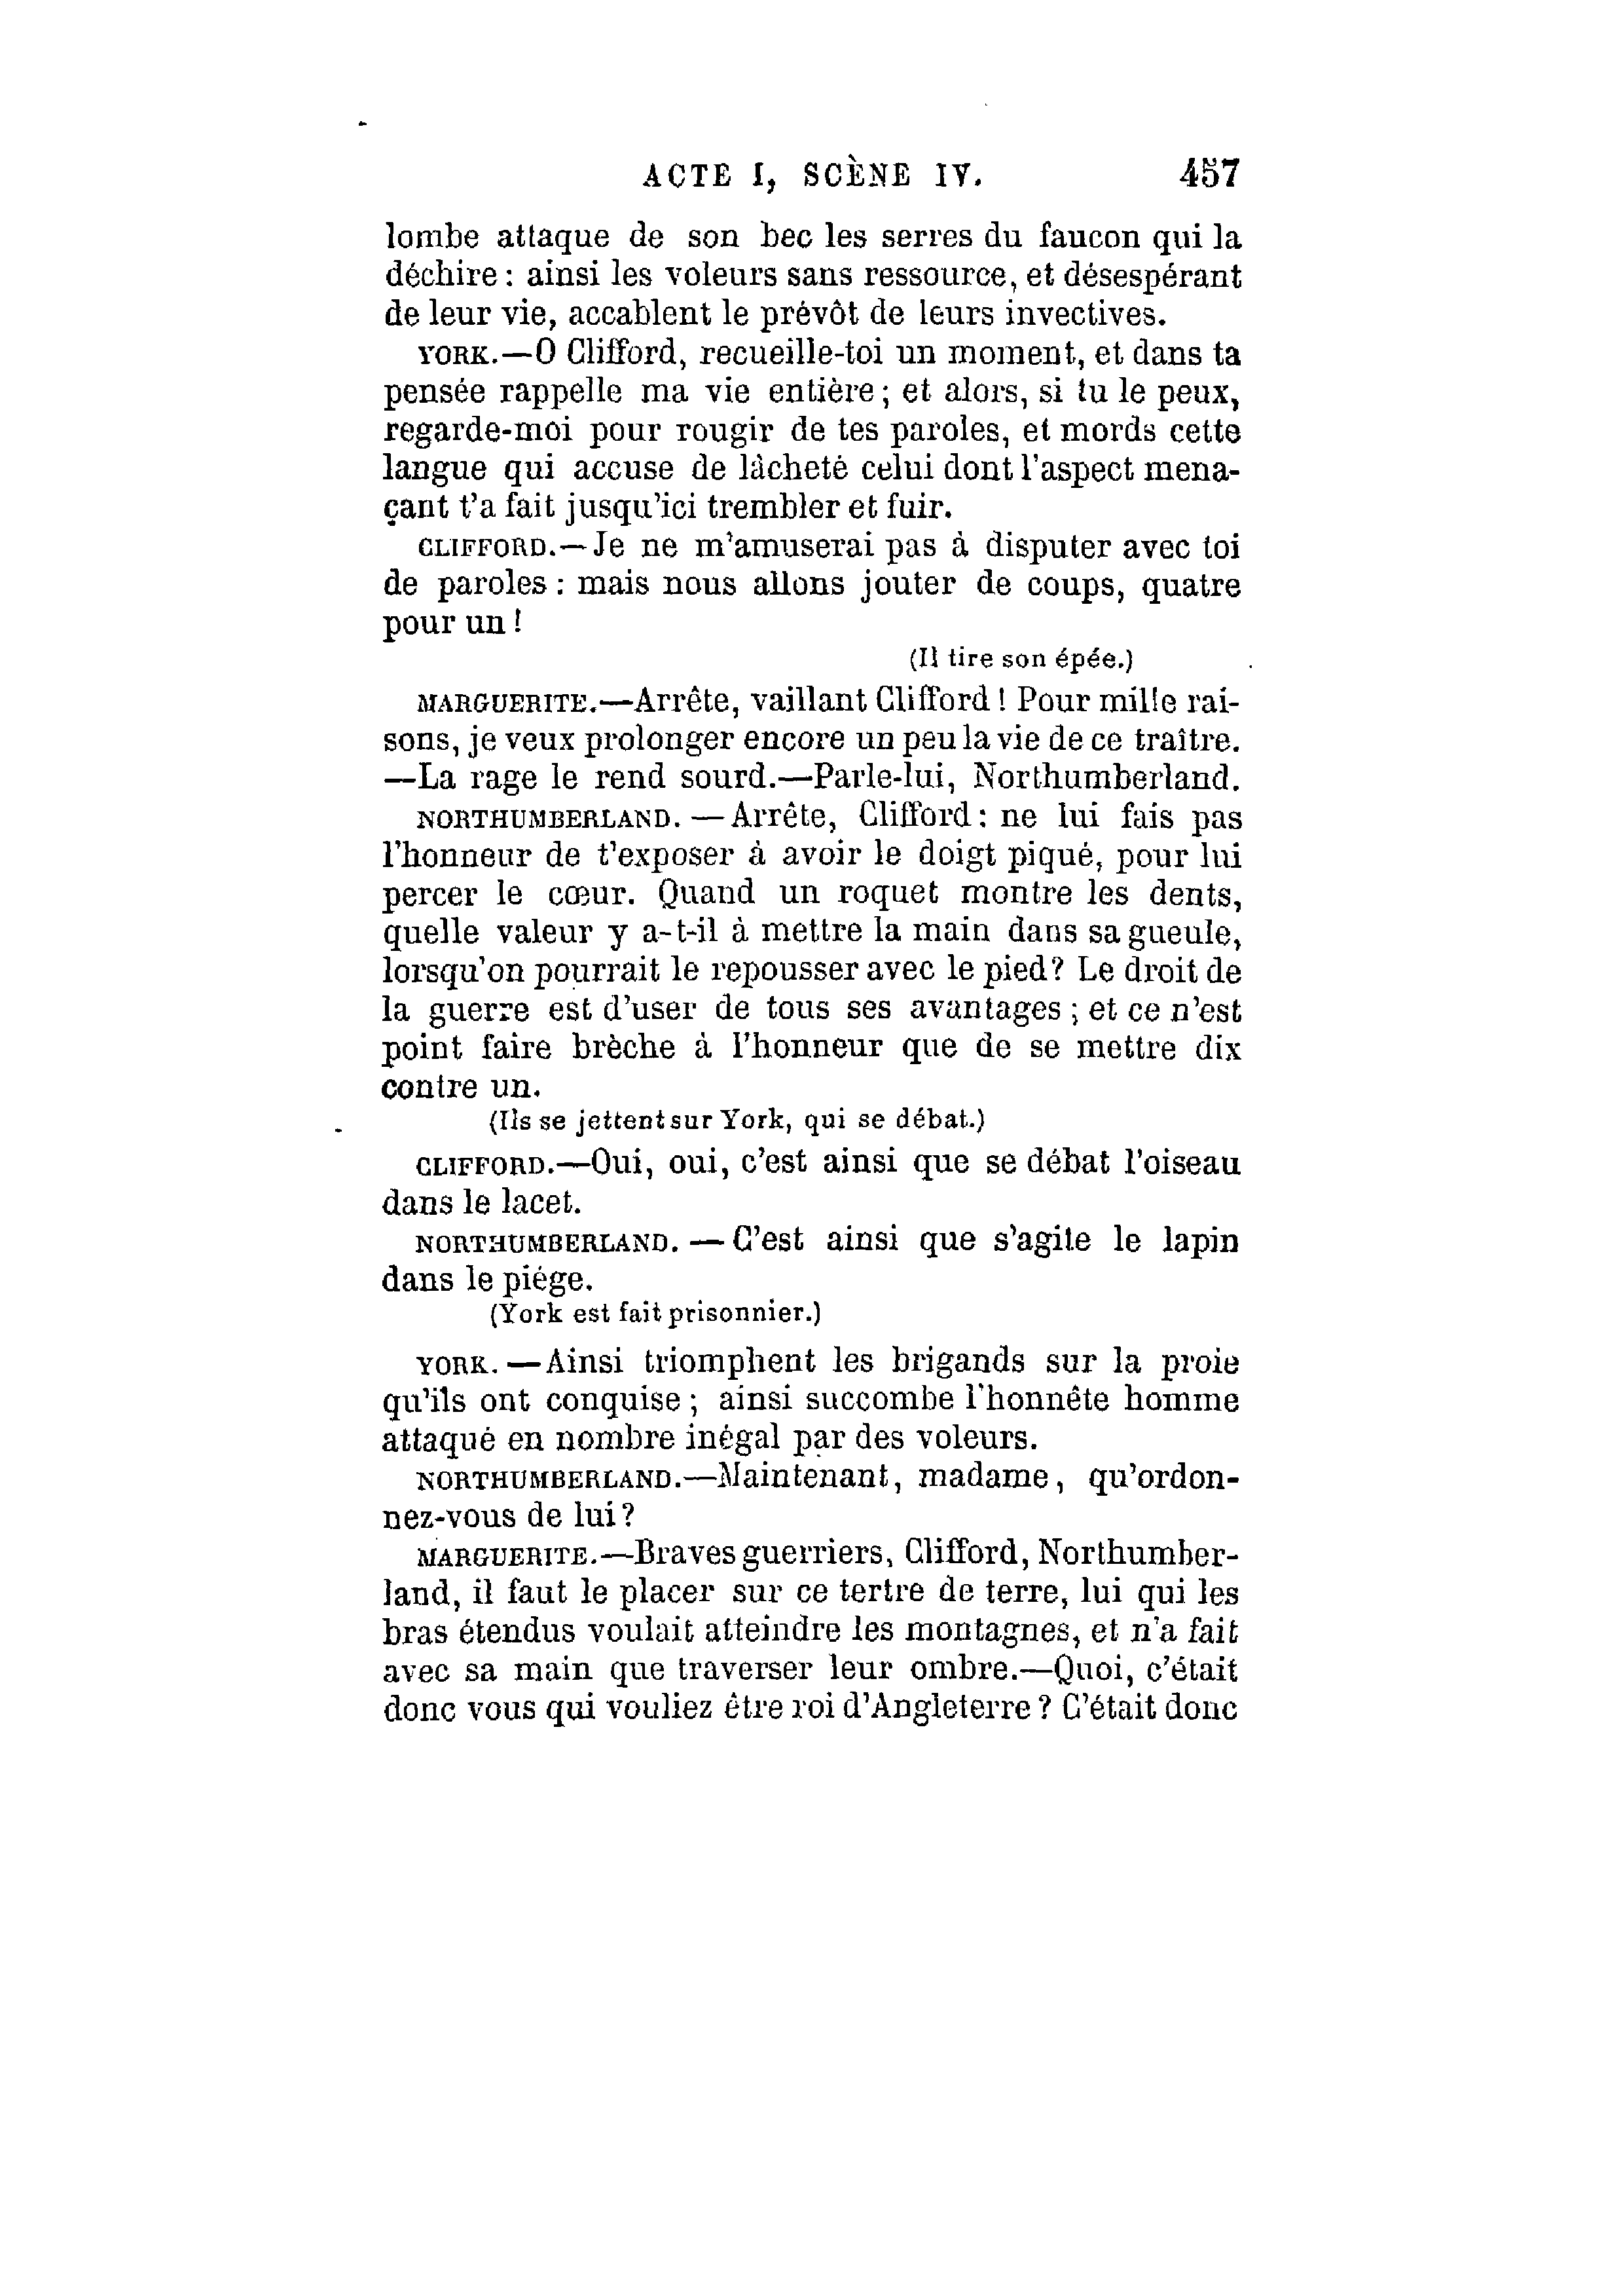 ACTE I, SCÈNE IV. 457
lombe attaque de son bec les serres du faucon qui la
déchire : ainsi les voleurs sans ressource, et désespérant
de leur vie, accablent le prévôt de leurs invectives.
YORK.—O Clifford, recueille-toi un moment, et dans ta
pensée rappelle ma vie entière ; et alors, si tu le peux,
regarde-moi pour rougir de tes paroles, et mords cette
langue qui accuse de lâcheté celui dont l'aspect mena-
çant t'a fait jusqu'ici trembler et fuir.
CLIFFORD.—Je ne m'amuserai pas à disputer avec toi
de paroles : mais nous allons jouter de coups, quatre
pour un !
(Il tire son épée.)
MARGUERITE.—Arrête, vaillant Clifford ! Pour mille rai-
sons, je veux prolonger encore un peu la vie de ce traître.
—La rage le rend sourd.—Parle-lui, Northumberland.
NORTHUMBERLAND. — Arrête, Clifford : ne lui fais pas
l'honneur de t'exposer à avoir le doigt piqué, pour lui
percer le cœur. Quand un roquet montre les dents,
quelle valeur y a-t-il à mettre la main dans sa gueule,
lorsqu'on pourrait le repousser avec le pied? Le droit de
la guerre est d'user de tous ses avantages ; et ce n'est
point faire brèche à l'honneur que de se mettre dix
contre un.
(Ils se jettent sur York, qui se débat.)
CLIFFORD.—Oui, oui, c'est ainsi que se débat l'oiseau
dans le lacet.
NORTHUMBERLAND. — C'est ainsi que s'agite le lapin
dans le piége.
(York est fait prisonnier.)
YORK. — Ainsi triomphent les brigands sur la proie
qu'ils ont conquise ; ainsi succombe l'honnête homme
attaqué en nombre inégal par des voleurs.
NORTHUMBERLAND.—Maintenant, madame, qu'ordon-
nez-vous de lui ?
MARGUERITE.—Braves guerriers, Clifford, Northumber-
land, il faut le placer sur ce tertre de terre, lui qui les
bras étendus voulait atteindre les montagnes, et n'a fait
avec sa main que traverser leur ombre.—Quoi, c'était
donc vous qui vouliez être roi d'Angleterre ? C'était donc